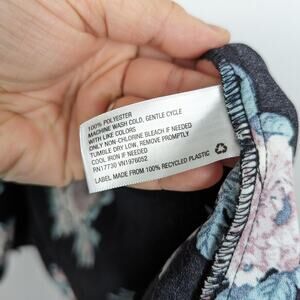 100% POLYESTER
MACHINE WASH COLD, GENTLE CYCLE
WITH LIKE COLORS
ONLY NON-CHLORINE BLEACH IF NEEDED
TUMBLE DRY LOW, REMOVE PROMPTLY
COOL IRON IF NEEDED
RN17730 VN1976052
LABEL MADE FROM 100% RECYCLED PLASTIC